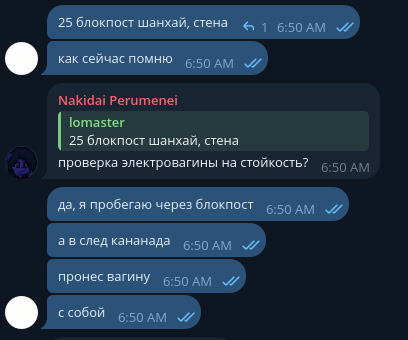 25 блокпост шанхай, стена 1 6:50 AM
как сейчас помню 6:50 AM
Nakidai Perumenei
lomaster
25 блокпост шанхай, стена
проверка электровагины на стойкость? 6:50 AM
да, я пробегаю через блокпост 6:50 AM
а в след кананада 6:50 AM
пронес вагину 6:50 AM
с собой 6:50 AM